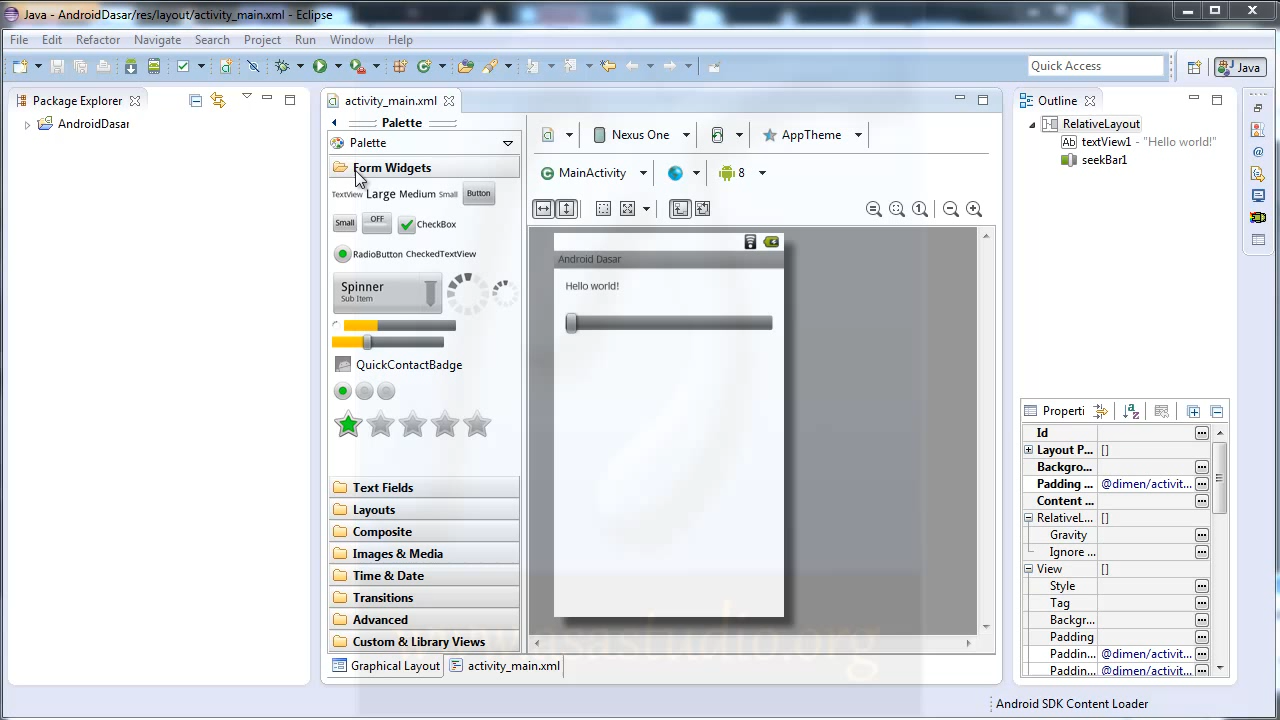 Java - AndroidDasar/res/layout/activity_main.xml - Eclipse
File Edit Refactor Navigate Search Project Run Window Help
Quick Access
Java
Package Explorer
AndroidDasar
activity_main.xml
Palette
Palette
Form Widgets
TextView Large Medium Small Button
Small OFF CheckBox
RadioButton CheckedTextView
Spinner
Sub Item
QuickContactBadge
Text Fields
Layouts
Composite
Images & Media
Time & Date
Transitions
Advanced
Custom & Library Views
Graphical Layout
activity_main.xml
Nexus One
AppTheme
MainActivity
8
Android Dasar
Hello world!
Outline
RelativeLayout
Ab textView1 - "Hello world!"
seekBar1
Properti
Id
Layout P... []
Backgro...
Padding ... @dimen/activit...
Content ...
RelativeL... []
Gravity
Ignore ...
View []
Style
Tag
Backgr...
Padding
Paddin... @dimen/activit...
Paddin... @dimen/activit...
Android SDK Content Loader